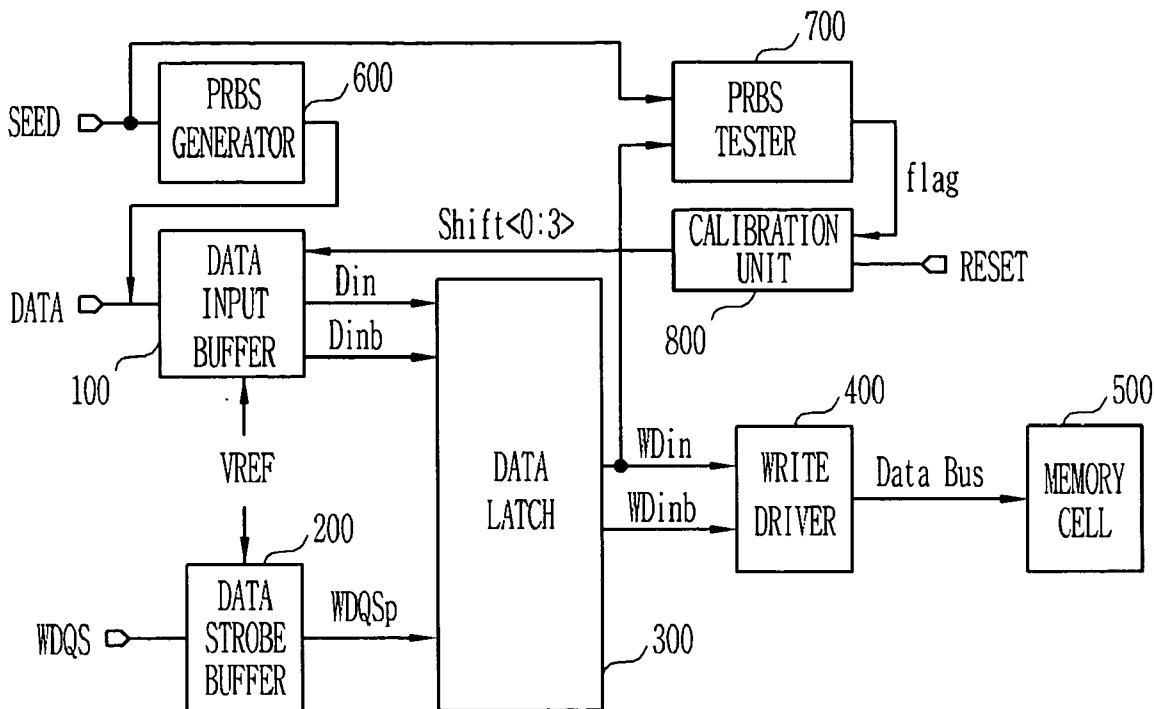 700
600
SEED
PRBS
GENERATOR
PRBS
TESTER
flag
Shift<0:3>
CALIBRATION
UNIT
RESET
800
DATA
DATA
INPUT
BUFFER
Din
Dinb
100
VREF
DATA
LATCH
WDin
WDinb
400
WRITE
DRIVER
Data Bus
500
MEMORY
CELL
200
WDQS
DATA
STROBE
BUFFER
WDQSp
300